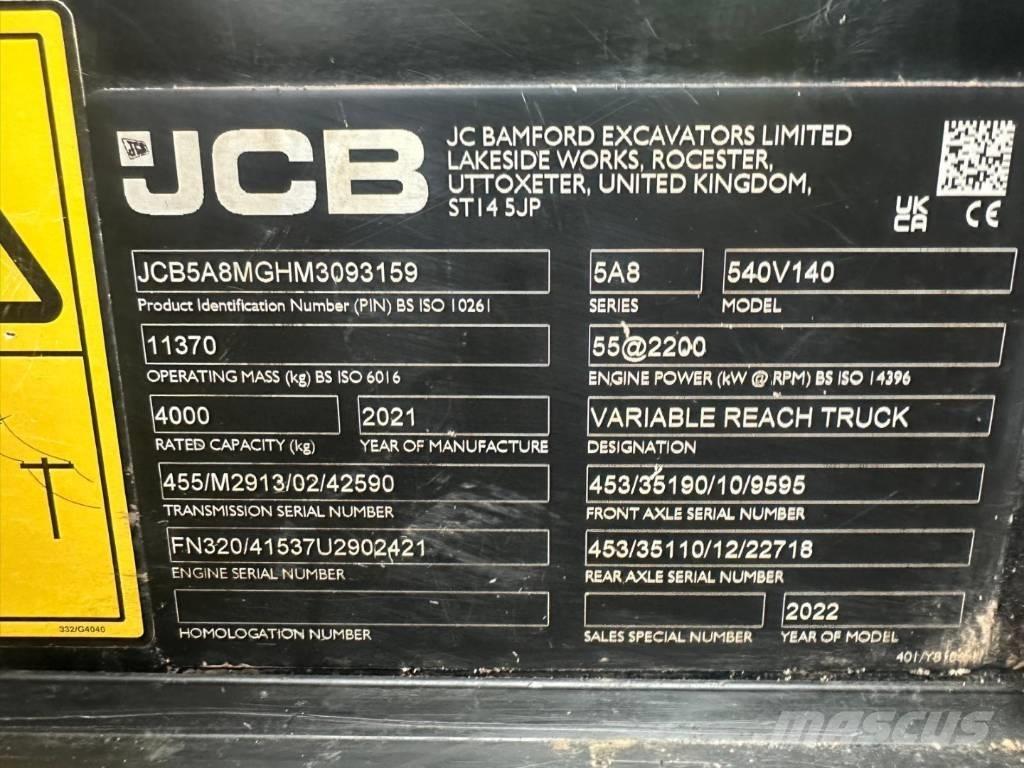 JCB
JC BAMFORD EXCAVATORS LIMITED
LAKESIDE WORKS, ROCESTER,
UTTOXETER, UNITED KINGDOM,
ST14 5JP
UK
CA
CE
JCB5A8MGHM3093159
Product Identification Number (PIN) BS ISO 10261
5A8
SERIES
540V140
MODEL
11370
OPERATING MASS (kg) BS ISO 6016
55@2200
ENGINE POWER (kW @ RPM) BS ISO 14396
4000
RATED CAPACITY (kg)
2021
YEAR OF MANUFACTURE
VARIABLE REACH TRUCK
DESIGNATION
455/M2913/02/42590
TRANSMISSION SERIAL NUMBER
453/35190/10/9595
FRONT AXLE SERIAL NUMBER
FN320/41537U2902421
ENGINE SERIAL NUMBER
453/35110/12/22718
REAR AXLE SERIAL NUMBER
HOMOLOGATION NUMBER
SALES SPECIAL NUMBER
2022
YEAR OF MODEL
332/G4040
mascus